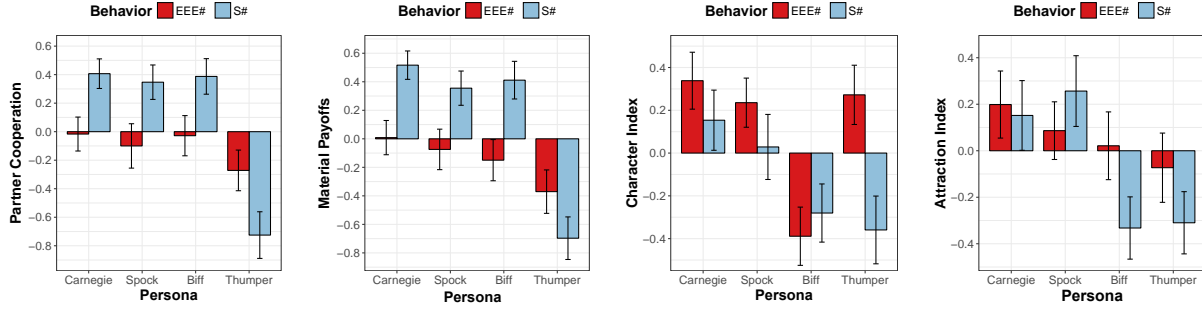 Behavior EEE# S#
Partner Cooperation
0.6
0.4
0.2
0.0
−0.2
−0.4
−0.6
−0.8
Carnegie Spock Biff Thumper
Persona
Behavior EEE# S#
Material Payoffs
0.6
0.4
0.2
0.0
−0.2
−0.4
−0.6
−0.8
Carnegie Spock Biff Thumper
Persona
Behavior EEE# S#
Character Index
0.4
0.2
0.0
−0.2
−0.4
Carnegie Spock Biff Thumper
Persona
Behavior EEE# S#
Attraction Index
0.4
0.2
0.0
−0.2
−0.4
Carnegie Spock Biff Thumper
Persona